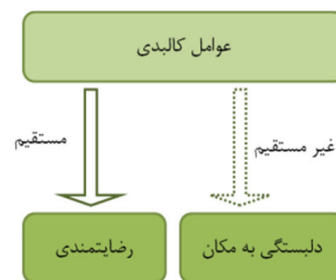 عوامل کالبدی
مستقیم
غیر مستقیم
رضایتمندی
دلبستگی به مکان